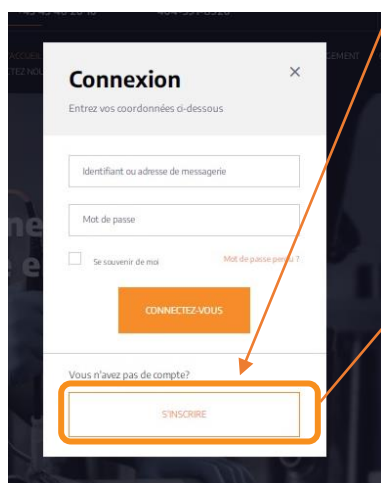 Connexion
Entrez vos coordonnées ci-dessous
Identifiant ou adresse de messagerie
Mot de passe
Se souvenir de moi
Mot de passe perdu ?
CONNECTEZ-VOUS
Vous n'avez pas de compte?
S'INSCRIRE